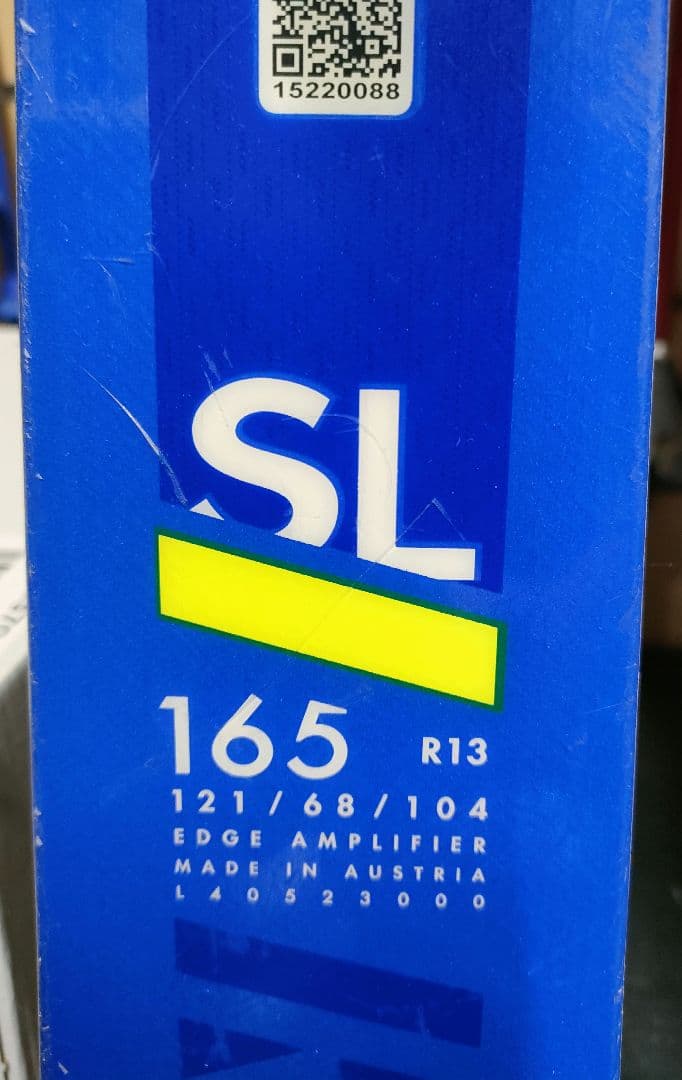 15220088
SL
165 R13
121/68/104
EDGE AMPLIFIER
MADE IN AUSTRIA
L40523000